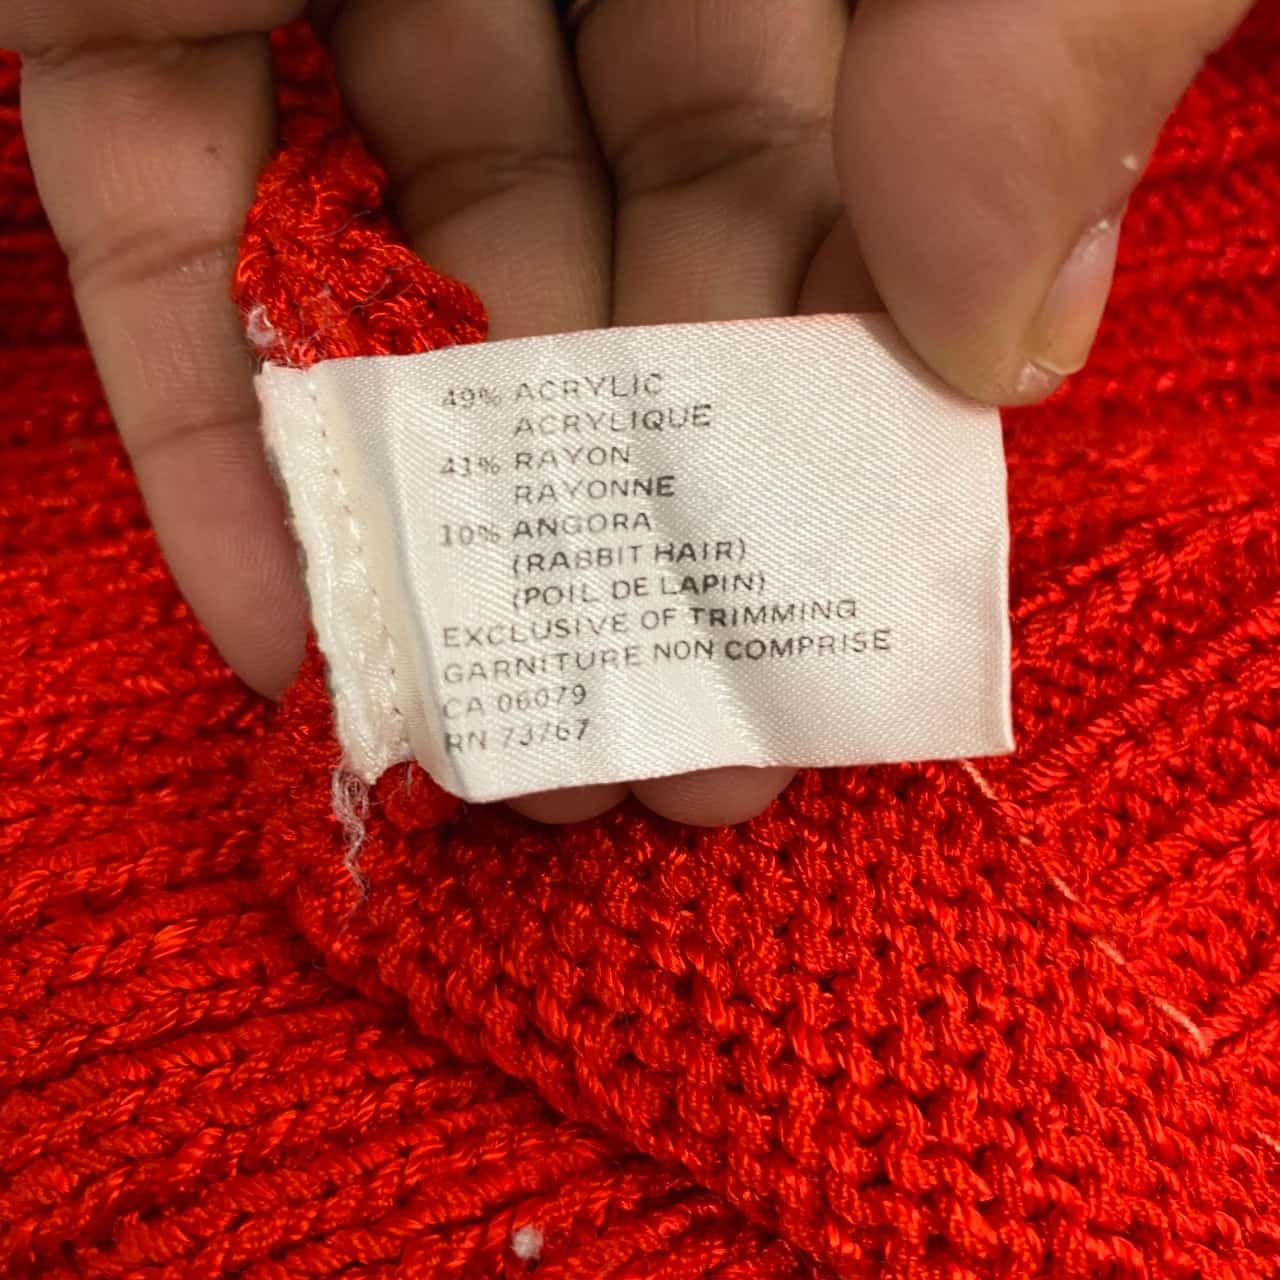 49% ACRYLIC
ACRYLIQUE
41% RAYON
RAYONNE
10% ANGORA
(RABBIT HAIR)
(POIL DE LAPIN)
EXCLUSIVE OF TRIMMING
GARNITURE NON COMPRISE
CA 06079
RN 73767